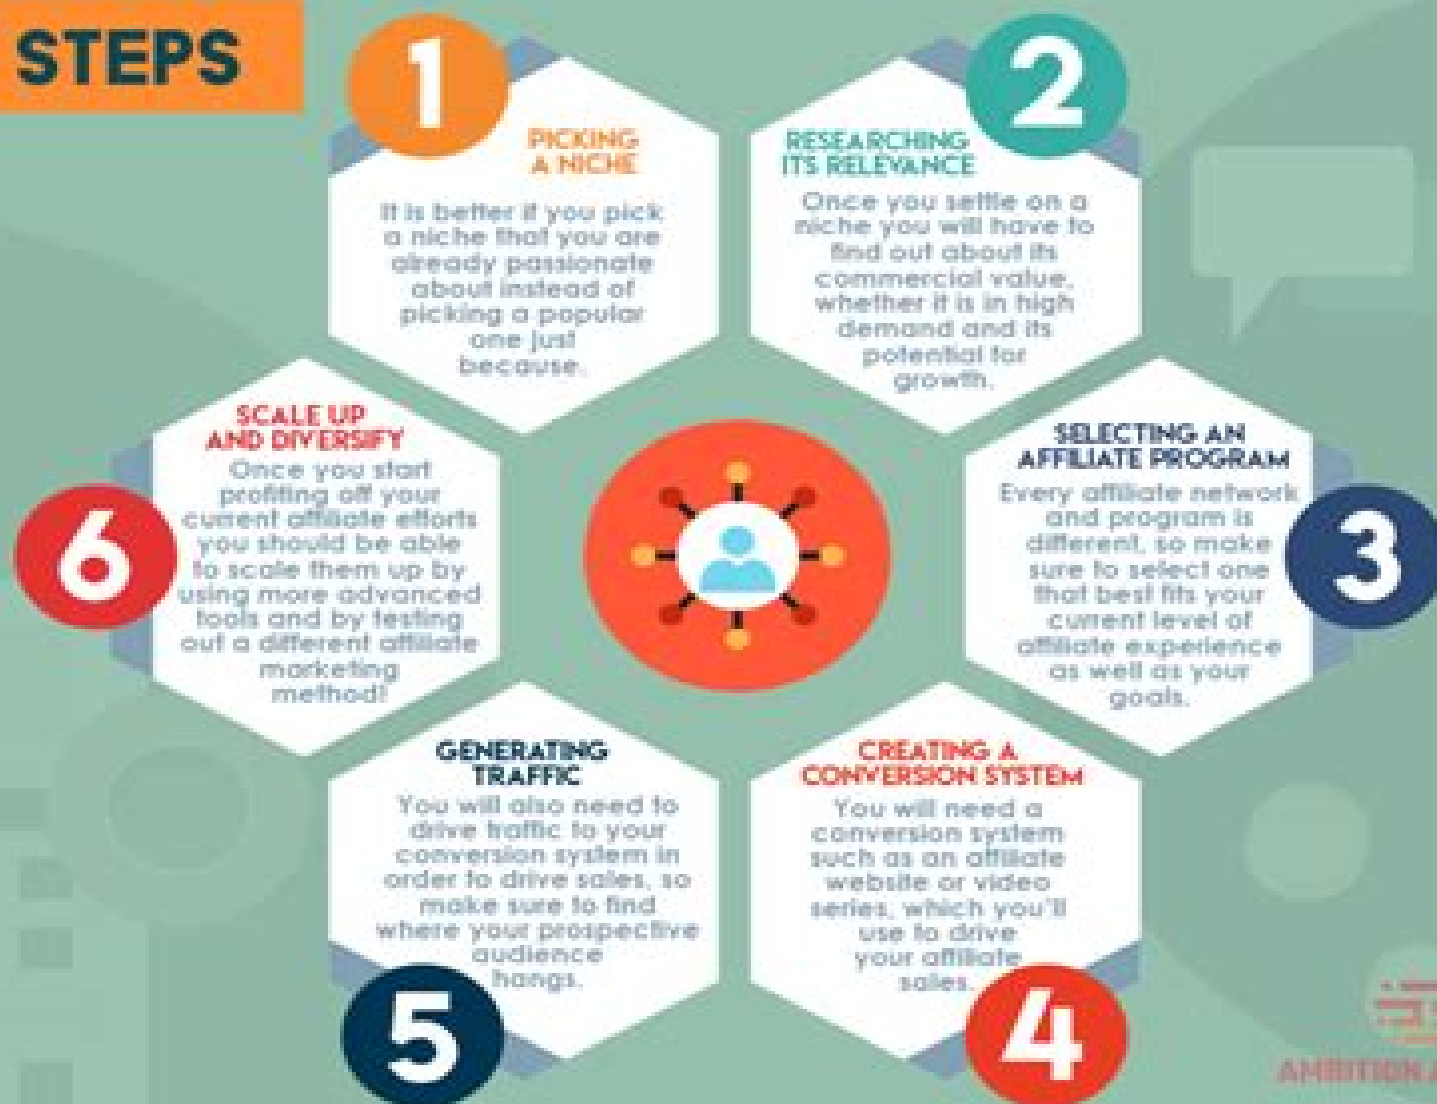 STEPS
1
PICKING
A NICHE
It is better if you pick
a niche that you are
already passionate
about instead of
picking a popular
one just
because.
2
RESEARCHING
ITS RELEVANCE
Once you settle on a
niche you will have to
find out about its
commercial value,
whether it is in high
demand and its
potential for
growth.
3
SELECTING AN
AFFILIATE PROGRAM
Every affiliate network
and program is
different, so make
sure to select one
that best fits your
current level of
affiliate experience
as well as your
goals.
4
CREATING A
CONVERSION SYSTEM
You will need a
conversion system
such as an affiliate
website or video
series, which you'll
use to drive
your affiliate
sales.
5
GENERATING
TRAFFIC
You will also need to
drive traffic to your
conversion system in
order to drive sales, so
make sure to find
where your prospective
audience
hangs.
6
SCALE UP
AND DIVERSIFY
Once you start
profiting off your
current affiliate efforts
you should be able
to scale them up by
using more advanced
tools and by testing
out a different affiliate
marketing
method!
AMBITION